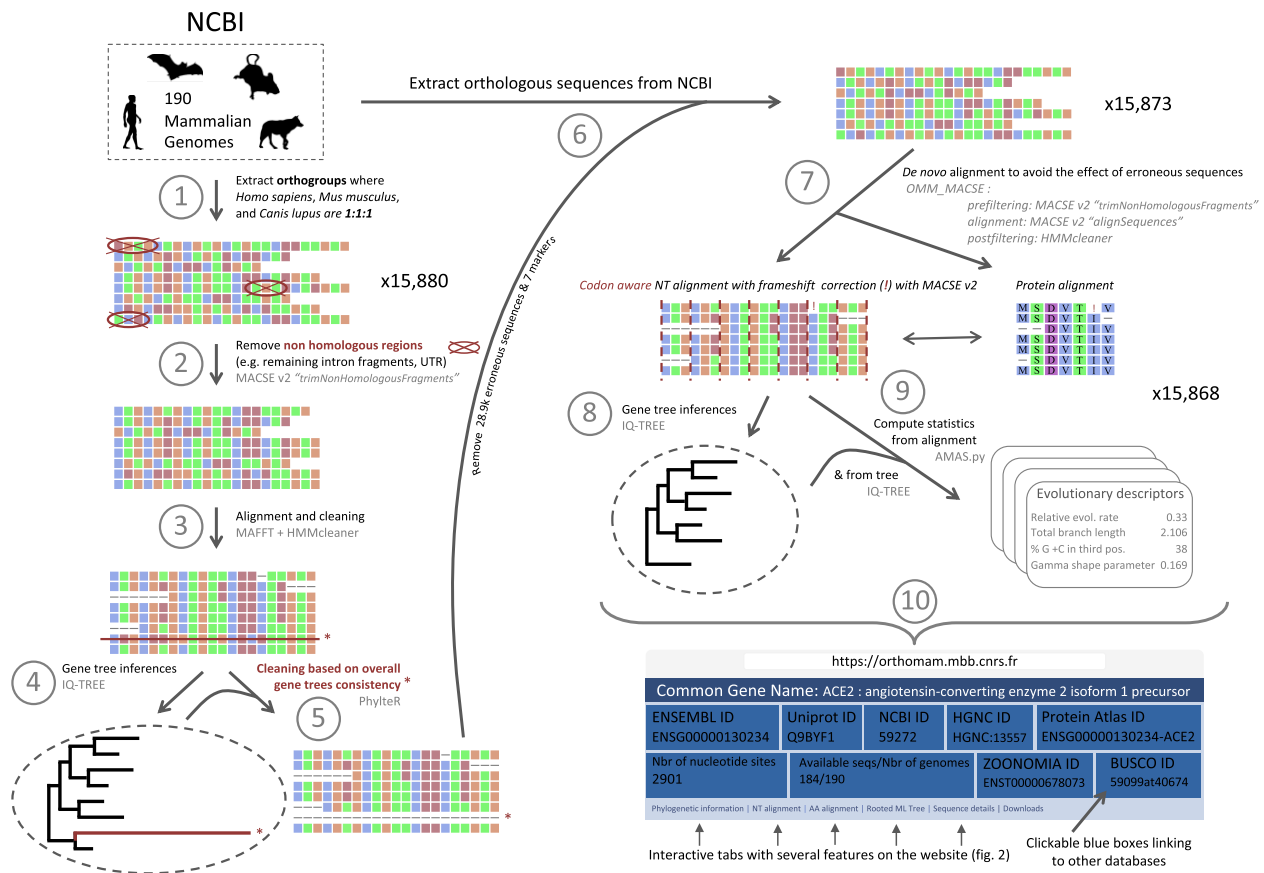 NCBI
190
Mammalian
Genomes
1
Extract orthogroups where
Homo sapiens, Mus musculus,
and Canis lupus are 1:1:1
x15,880
2
Remove non homologous regions
(e.g. remaining intron fragments, UTR)
MACSE v2 “trimNonHomologousFragments”
3
Alignment and cleaning
MAFFT + HMMcleaner
*
4
Gene tree inferences
IQ-TREE
Cleaning based on overall *
gene trees consistency
PhylteR
5
*
*
Remove 28.9k erroneous sequences & 7 markers
6
Extract orthologous sequences from NCBI
x15,873
7
De novo alignment to avoid the effect of erroneous sequences
OMM_MACSE :
prefiltering: MACSE v2 “trimNonHomologousFragments”
alignment: MACSE v2 “alignSequences”
postfiltering: HMMcleaner
Codon aware NT alignment with frameshift correction (!) with MACSE v2
!
Protein alignment
M S D V T ! V
M S D V T I –
– – D V T I V
M S D V T I V
M S D V T I V
– S D V T I V
M S D V T I V
x15,868
8
Gene tree inferences
IQ-TREE
9
Compute statistics
from alignment
AMAS.py
& from tree
IQ-TREE
Evolutionary descriptors
Relative evol. rate 0.33
Total branch length 2.106
% G +C in third pos. 38
Gamma shape parameter 0.169
10
https://orthomam.mbb.cnrs.fr
Common Gene Name: ACE2 : angiotensin-converting enzyme 2 isoform 1 precursor
ENSEMBL ID
ENSG00000130234
Uniprot ID
Q9BYF1
NCBI ID
59272
HGNC ID
HGNC:13557
Protein Atlas ID
ENSG00000130234-ACE2
Nbr of nucleotide sites
2901
Available seqs/Nbr of genomes
184/190
ZOONOMIA ID
ENST00000678073
BUSCO ID
59099at40674
Phylogenetic information | NT alignment | AA alignment | Rooted ML Tree | Sequence details | Downloads
Interactive tabs with several features on the website (fig. 2)
Clickable blue boxes linking
to other databases